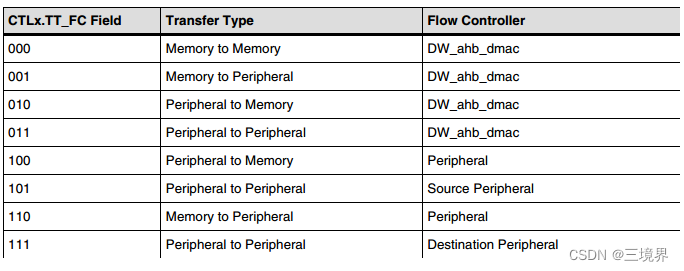 CTLx.TT_FC Field Transfer Type Flow Controller
000 Memory to Memory DW_ahb_dmac
001 Memory to Peripheral DW_ahb_dmac
010 Peripheral to Memory DW_ahb_dmac
011 Peripheral to Peripheral DW_ahb_dmac
100 Peripheral to Memory Peripheral
101 Peripheral to Peripheral Source Peripheral
110 Memory to Peripheral Peripheral
111 Peripheral to Peripheral Destination Peripheral
CSDN @三境界